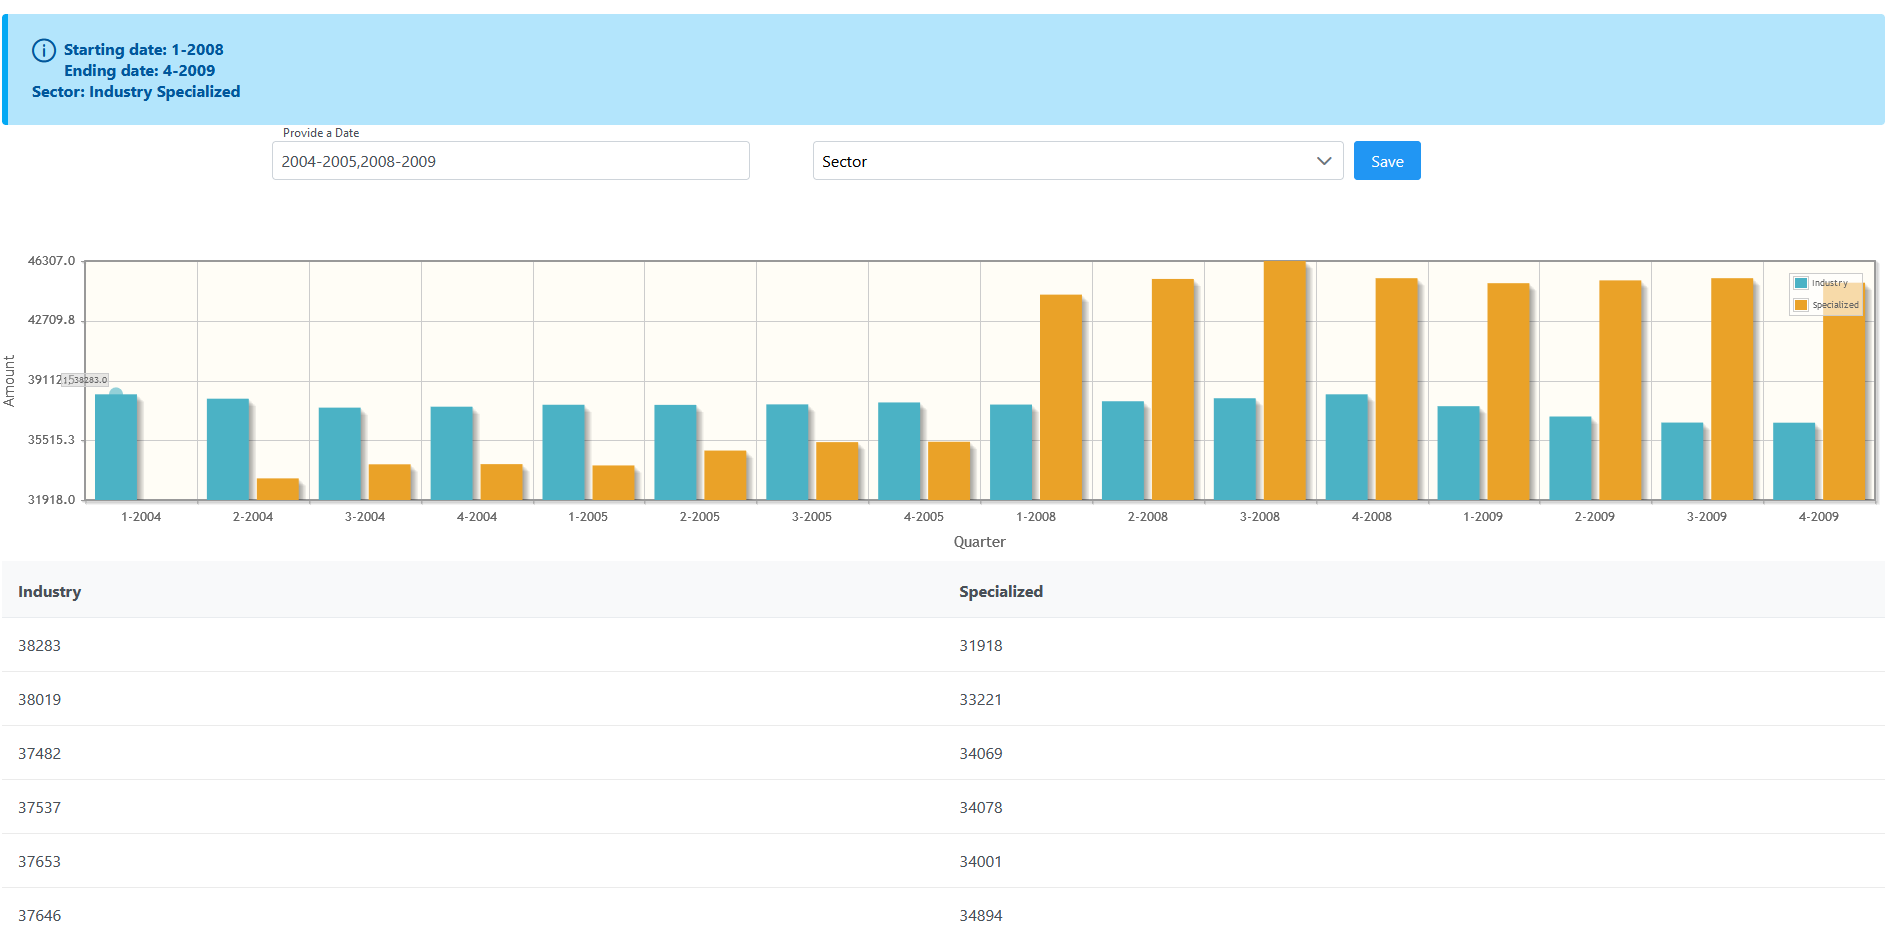 Starting date: 1-2008
Ending date: 4-2009
Sector: Industry Specialized
Provide a Date
2004-2005,2008-2009
Sector
Save
46307.0
42709.8
35515.3
31918.0
Amount
38283.0
Industry
Specialized
1-2004 2-2004 3-2004 4-2004 1-2005 2-2005 3-2005 4-2005 1-2008 2-2008 3-2008 4-2008 1-2009 2-2009 3-2009 4-2009
Quarter
Industry Specialized
38283 31918
38019 33221
37482 34069
37537 34078
37653 34001
37646 34894